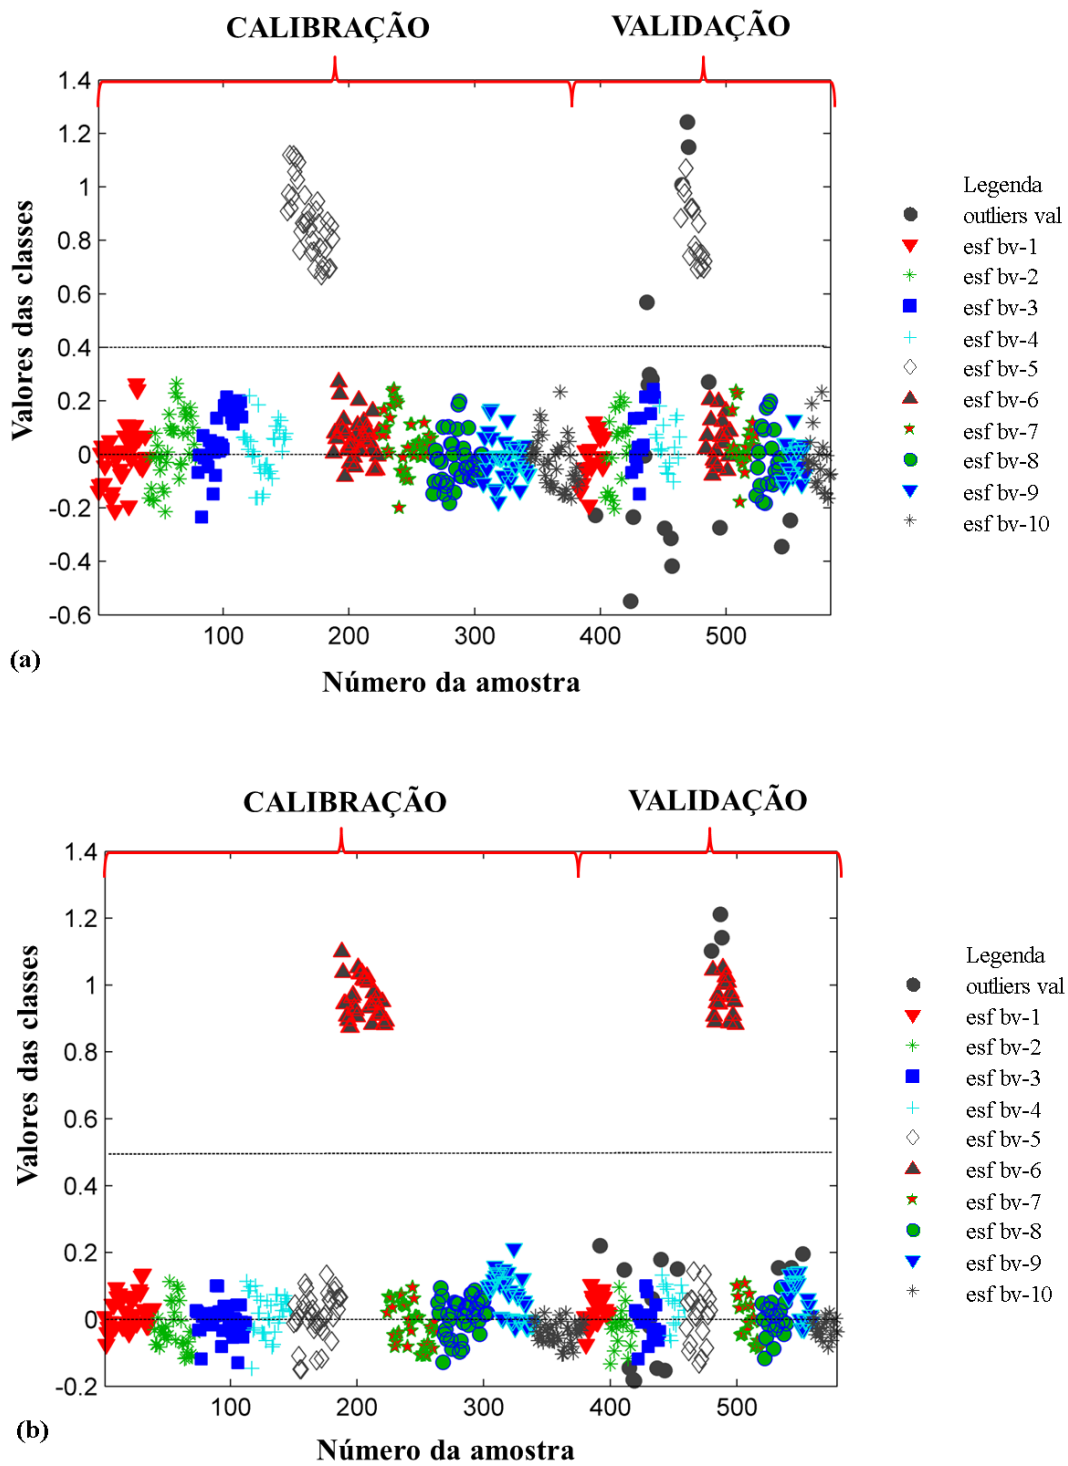 CALIBRAÇÃO VALIDAÇÃO
1.4
1.2
1
0.8
0.6
0.4
0.2
0
-0.2
-0.4
-0.6
Valores das classes
100 200 300 400 500
Número da amostra
(a)
Legenda
outliers val
esf bv-1
esf bv-2
esf bv-3
esf bv-4
esf bv-5
esf bv-6
esf bv-7
esf bv-8
esf bv-9
esf bv-10
CALIBRAÇÃO VALIDAÇÃO
1.4
1.2
1
0.8
0.6
0.4
0.2
0
-0.2
Valores das classes
100 200 300 400 500
Número da amostra
(b)
Legenda
outliers val
esf bv-1
esf bv-2
esf bv-3
esf bv-4
esf bv-5
esf bv-6
esf bv-7
esf bv-8
esf bv-9
esf bv-10